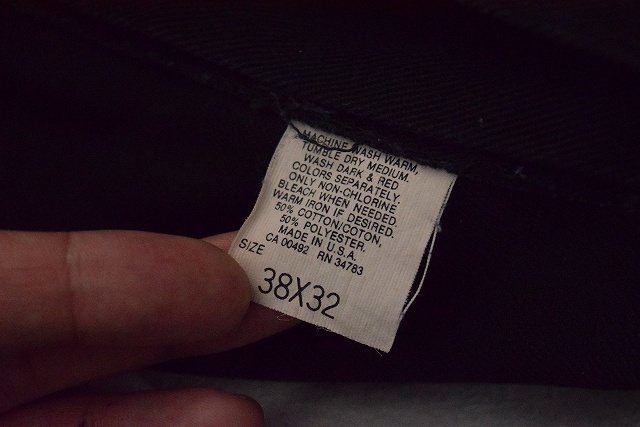 MACHINE WASH WARM.
TUMBLE DRY MEDIUM.
WASH DARK & RED
COLORS SEPARATELY.
ONLY NON-CHLORINE
BLEACH WHEN NEEDED.
WARM IRON IF DESIRED.
50% COTTON/COTON,
50% POLYESTER.
MADE IN U.S.A.
CA 00492 RN 34783
SIZE
38X32